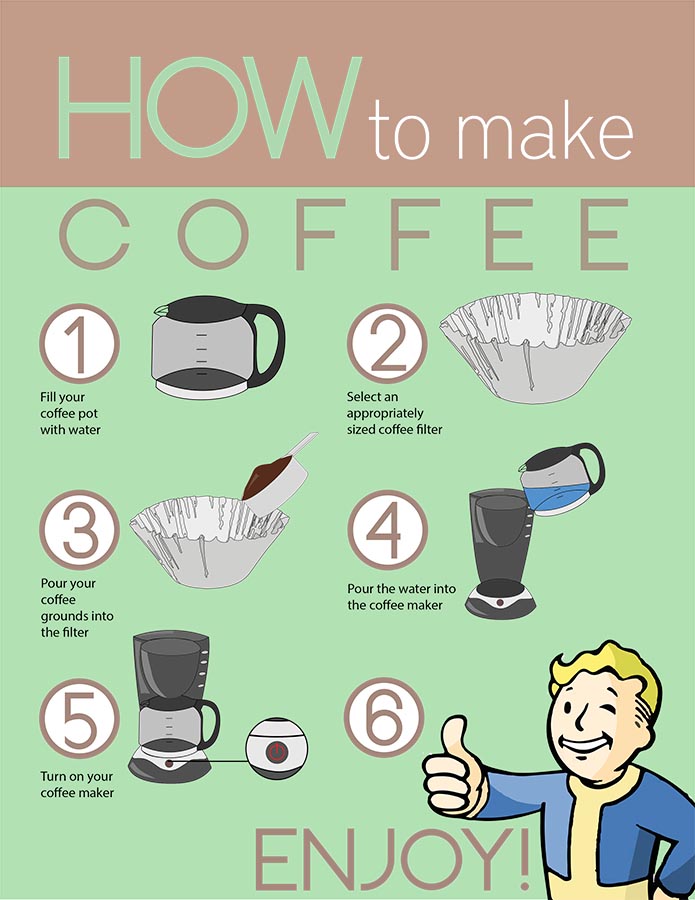 HOW to make
COFFEE
1
Fill your
coffee pot
with water
2
Select an
appropriately
sized coffee filter
3
Pour your
coffee
grounds into
the filter
4
Pour the water into
the coffee maker
5
Turn on your
coffee maker
6
ENJOY!